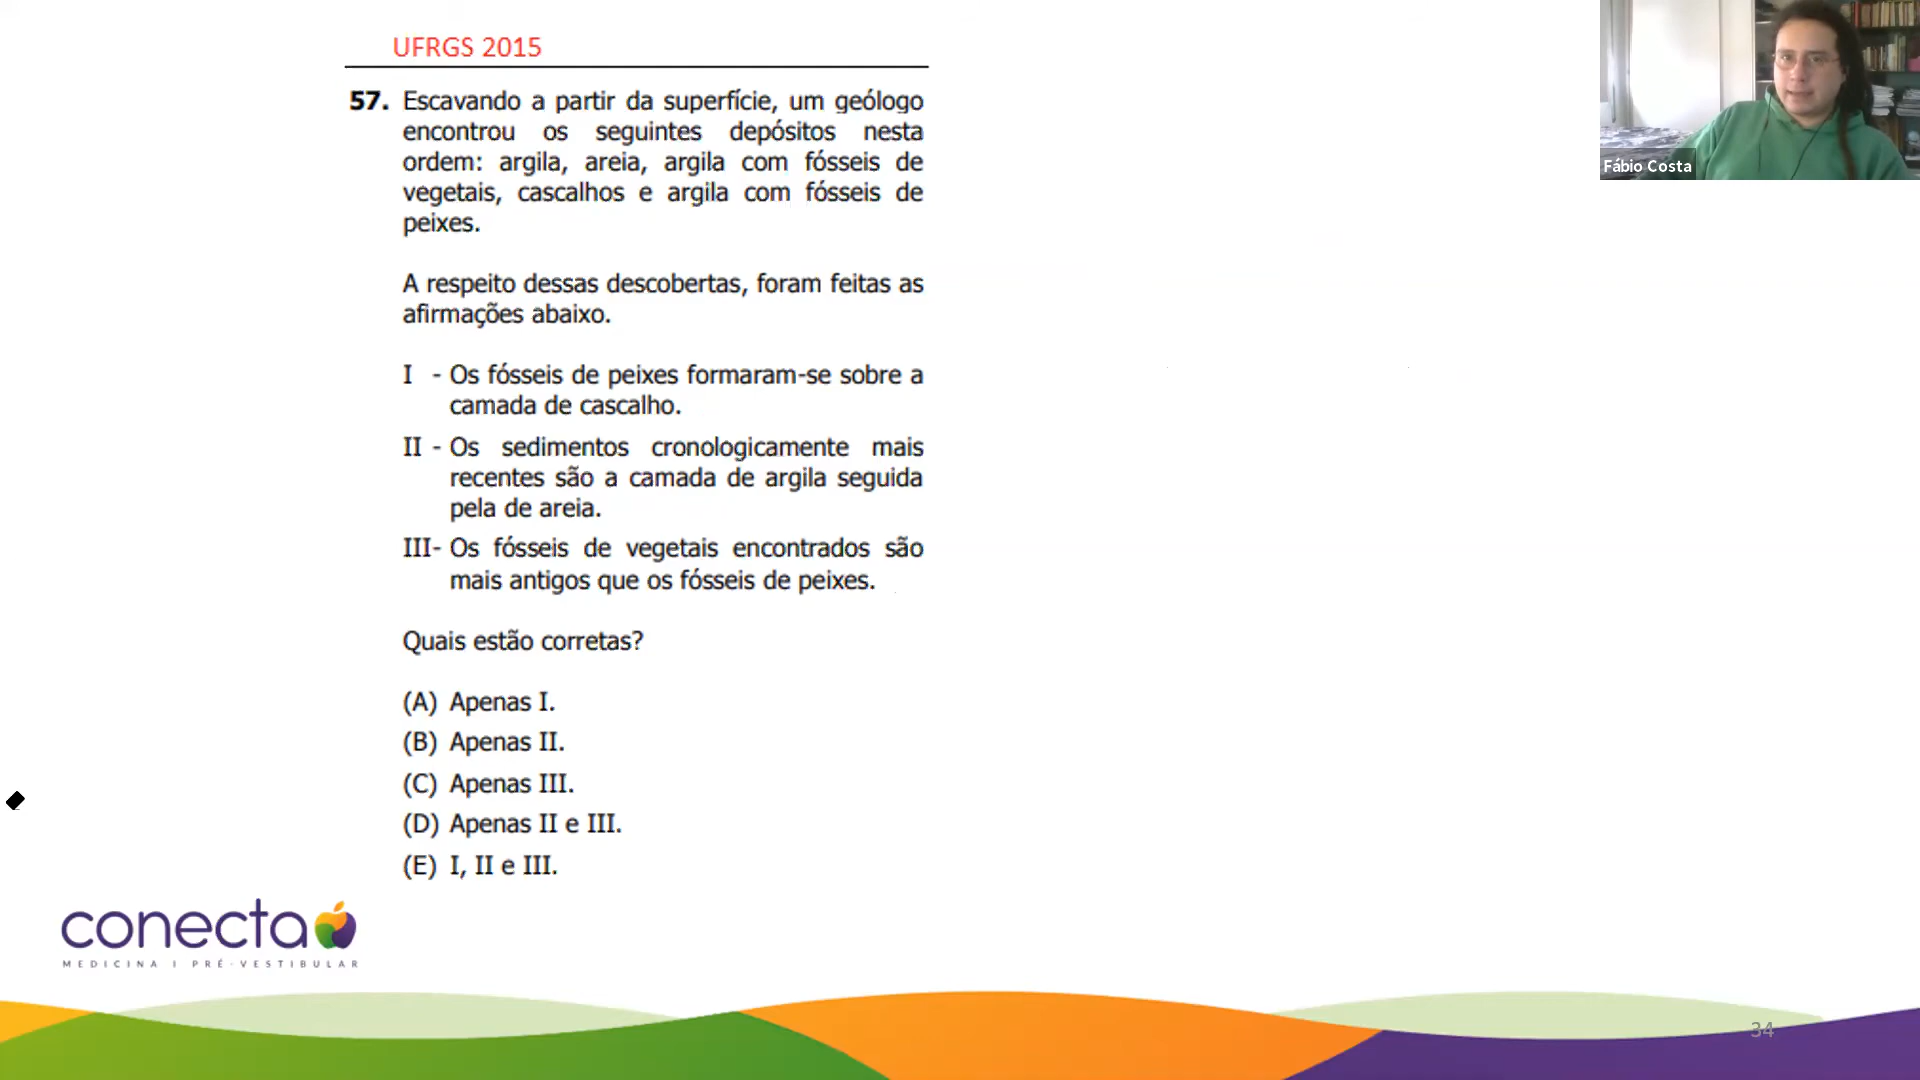 UFRGS 2015
57. Escavando a partir da superfície, um geólogo
encontrou os seguintes depósitos nesta
ordem: argila, areia, argila com fósseis de
vegetais, cascalhos e argila com fósseis de
peixes.
A respeito dessas descobertas, foram feitas as
afirmações abaixo.
I - Os fósseis de peixes formaram-se sobre a
camada de cascalho.
II - Os sedimentos cronologicamente mais
recentes são a camada de argila seguida
pela de areia.
III- Os fósseis de vegetais encontrados são
mais antigos que os fósseis de peixes.
Quais estão corretas?
(A) Apenas I.
(B) Apenas II.
(C) Apenas III.
(D) Apenas II e III.
(E) I, II e III.
Fábio Costa
conecta
MEDICINA I PRÉ-VESTIBULAR
34